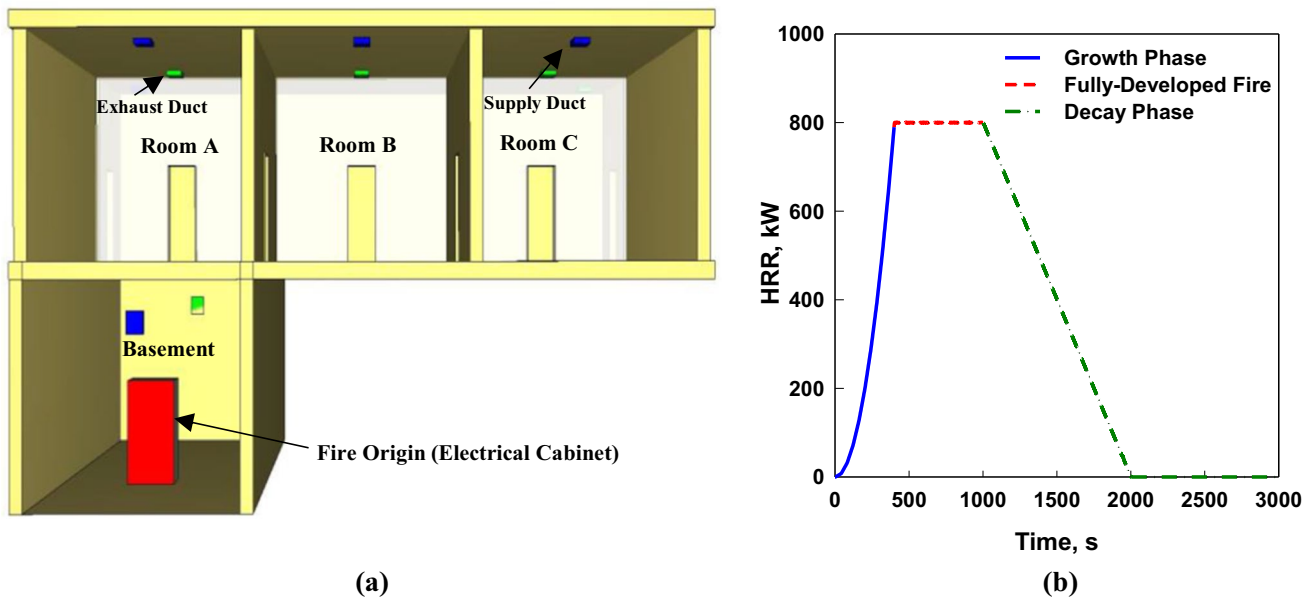 Exhaust Duct
Supply Duct
Room A
Room B
Room C
Basement
Fire Origin (Electrical Cabinet)
(a)
1000
800
600
400
200
0
HRR, kW
Growth Phase
Fully-Developed Fire
Decay Phase
0 500 1000 1500 2000 2500 3000
Time, s
(b)